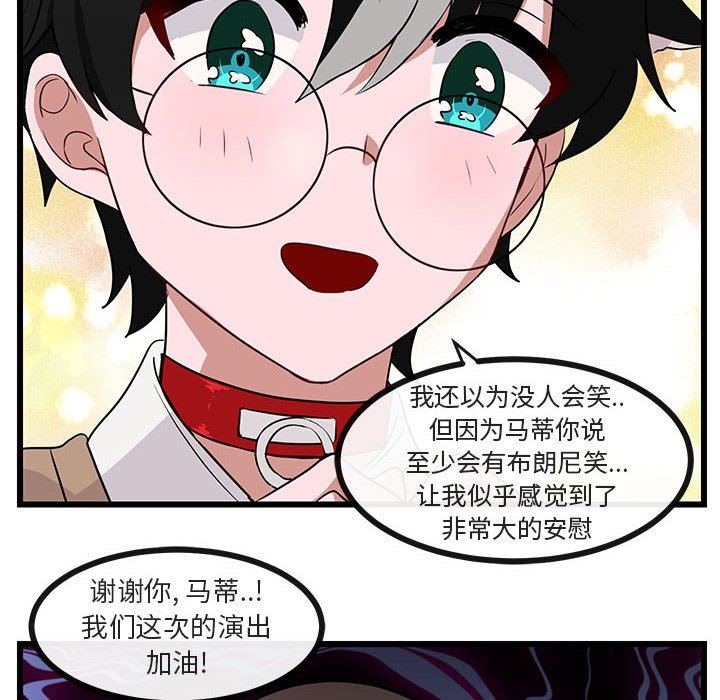 我还以为没人会笑..
但因为马蒂你说
至少会有布朗尼笑...
让我似乎感觉到了
非常大的安慰
谢谢你, 马蒂..!
我们这次的演出
加油!